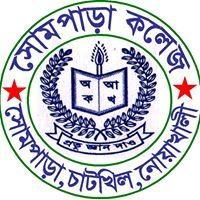 সোমপাড়া কলেজ
অ আ
ক
প্রভু জ্ঞান দাও
সোমপাড়া, চাটখিল, নোয়াখালী